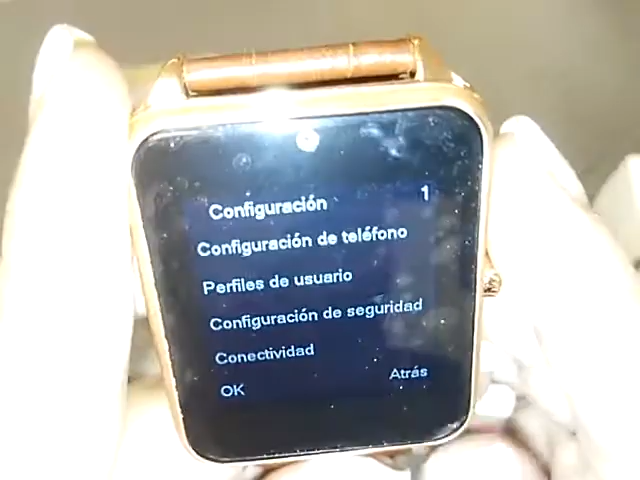 Configuración 1
Configuración de teléfono
Perfiles de usuario
Configuración de seguridad
Conectividad
OK Atrás